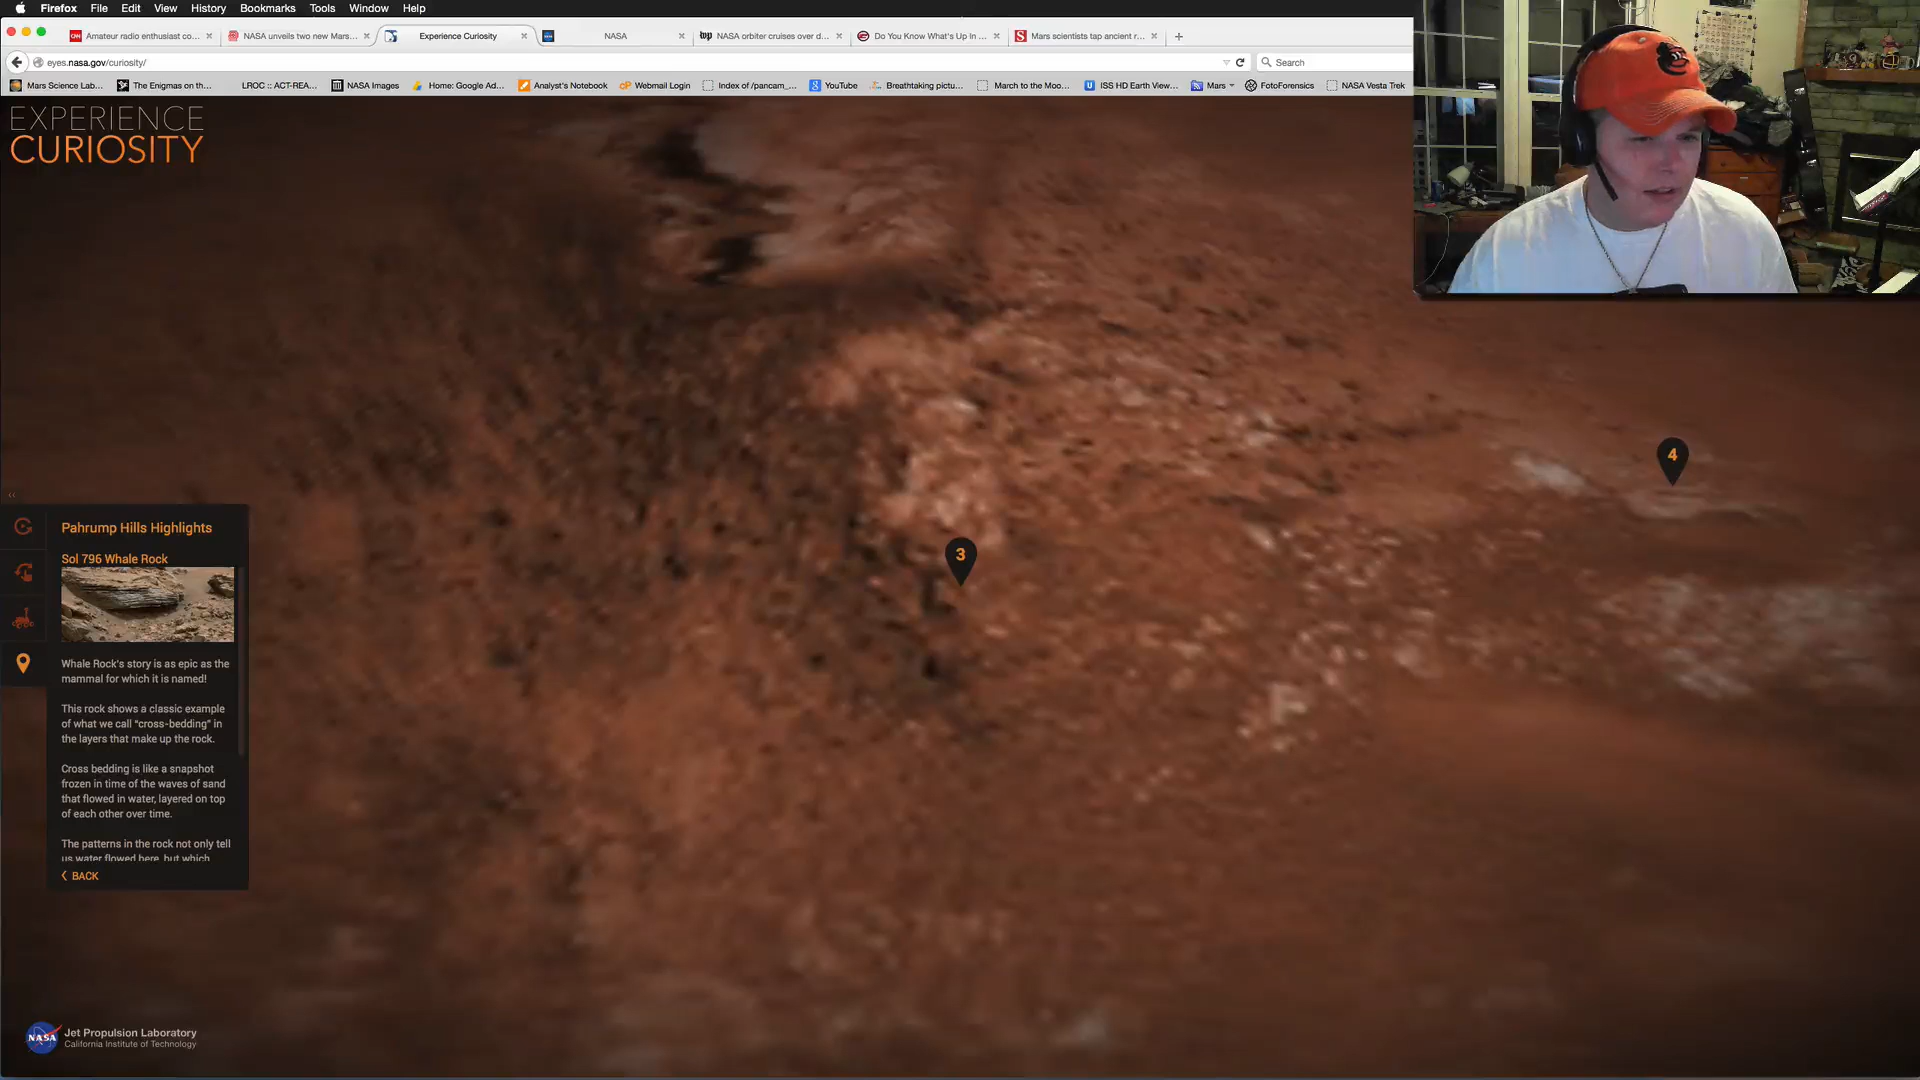 Firefox File Edit View History Bookmarks Tools Window Help
Amateur radio enthusiast co...
NASA unveils two new Mars...
Experience Curiosity
NASA
NASA orbiter cruises over d...
Do You Know What's Up In ...
Mars scientists tap ancient r...
eyes.nasa.gov/curiosity/
Search
Mars Science Lab...
The Enigmas on th...
LROC :: ACT-REA...
NASA Images
Home: Google Ad...
Analyst's Notebook
Webmail Login
Index of /pancam_...
YouTube
Breathtaking pictu...
March to the Moo...
ISS HD Earth View...
Mars
FotoForensics
NASA Vesta Trek
EXPERIENCE
CURIOSITY
4
3
Pahrump Hills Highlights
Sol 796 Whale Rock
Whale Rock's story is as epic as the
mammal for which it is named!
This rock shows a classic example
of what we call "cross-bedding" in
the layers that make up the rock.
Cross bedding is like a snapshot
frozen in time of the waves of sand
that flowed in water, layered on top
of each other over time.
The patterns in the rock not only tell
us water flowed here, but which
BACK
NASA
Jet Propulsion Laboratory
California Institute of Technology